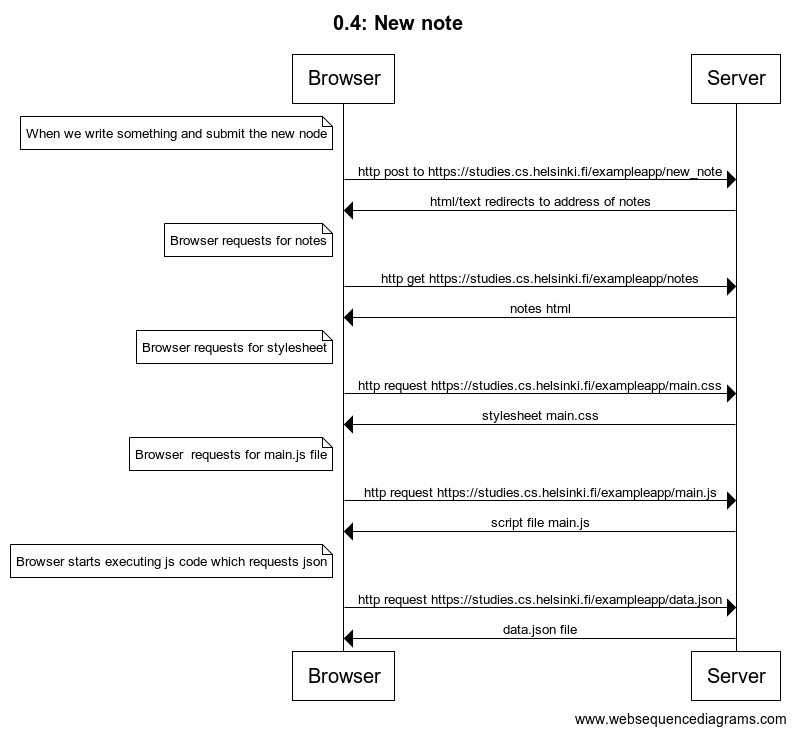 0.4: New note
Browser Server
When we write something and submit the new node
http post to https://studies.cs.helsinki.fi/exampleapp/new_note
html/text redirects to address of notes
Browser requests for notes
http get https://studies.cs.helsinki.fi/exampleapp/notes
notes html
Browser requests for stylesheet
http request https://studies.cs.helsinki.fi/exampleapp/main.css
stylesheet main.css
Browser  requests for main.js file
http request https://studies.cs.helsinki.fi/exampleapp/main.js
script file main.js
Browser starts executing js code which requests json
http request https://studies.cs.helsinki.fi/exampleapp/data.json
data.json file
Browser Server
www.websequencediagrams.com